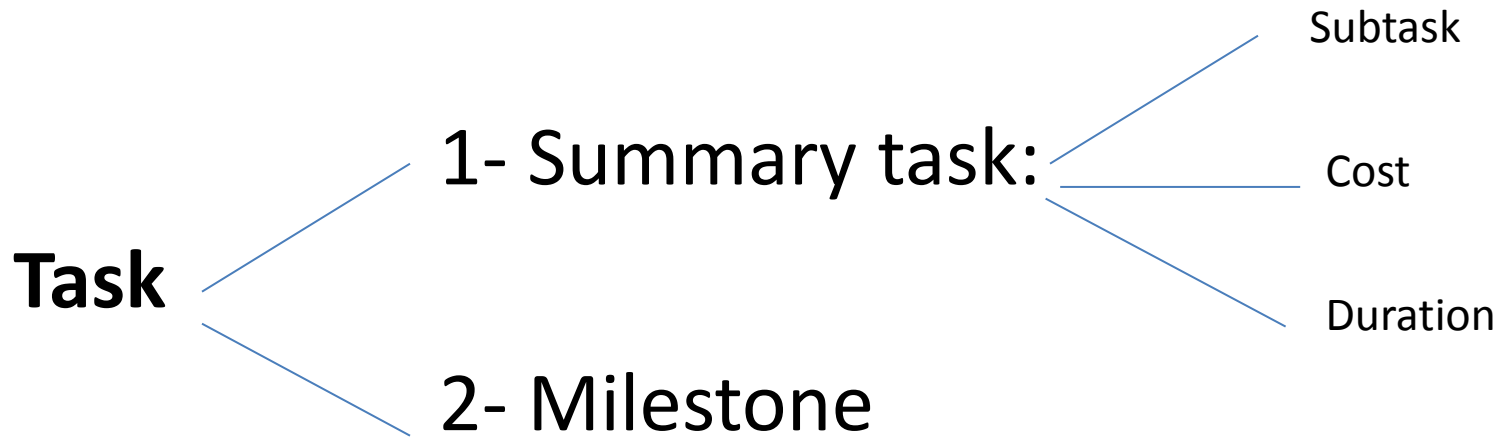 Subtask
1- Summary task:
Cost
Task
Duration
2- Milestone